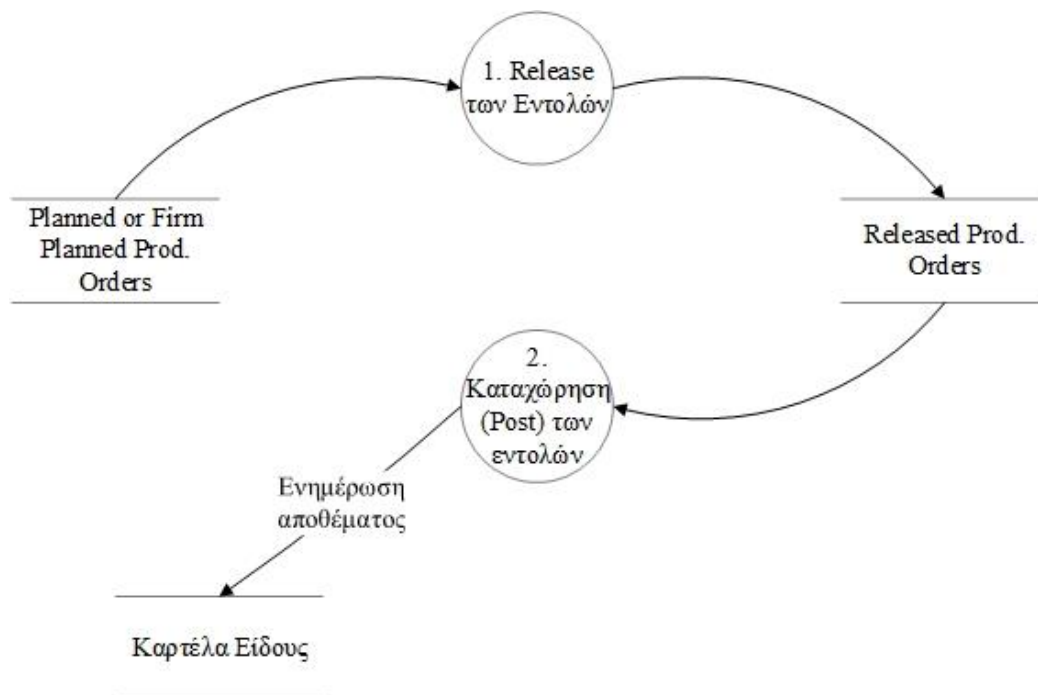 1. Release
των Εντολών
Planned or Firm
Planned Prod.
Orders
Released Prod.
Orders
2.
Καταχώρηση
(Post) των
εντολών
Ενημέρωση
αποθέματος
Καρτέλα Είδους